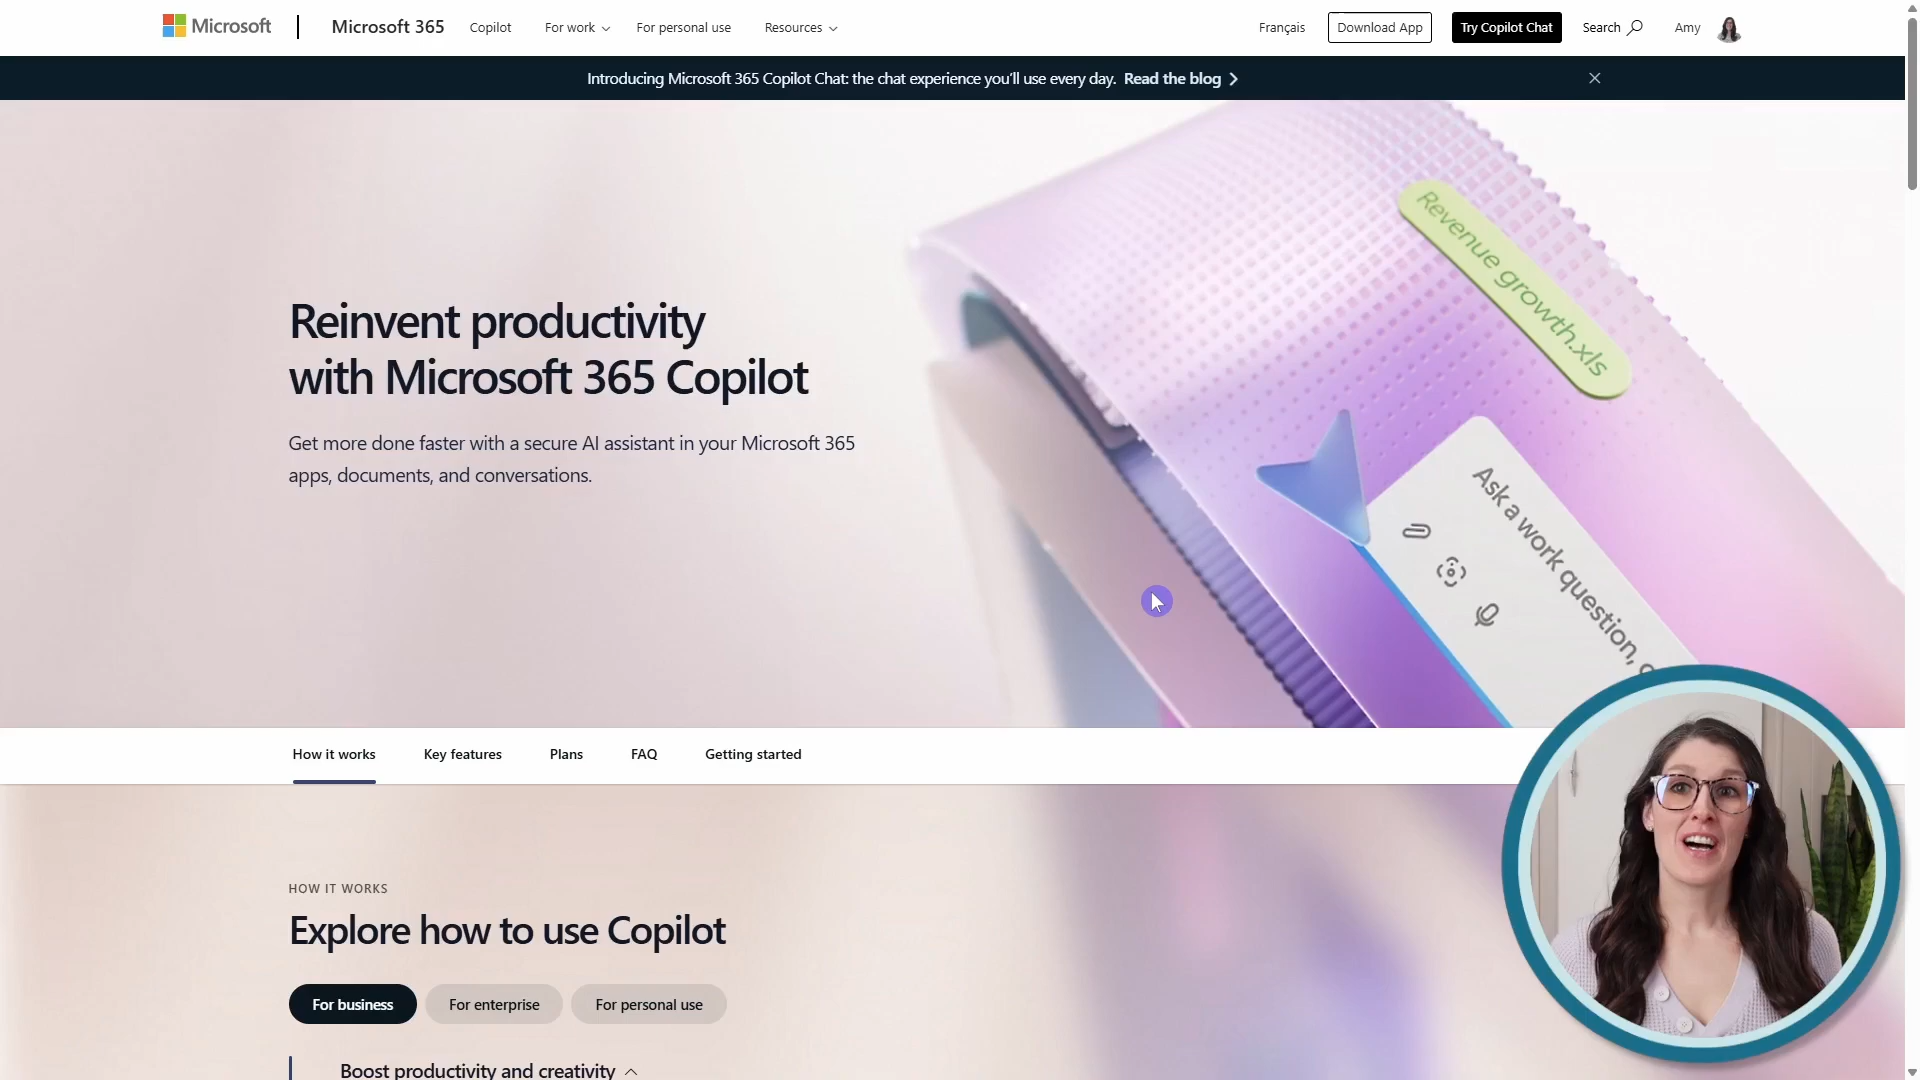 Microsoft
Microsoft 365
Copilot
For work
For personal use
Resources
Français
Download App
Try Copilot Chat
Search
Amy
Introducing Microsoft 365 Copilot Chat: the chat experience you'll use every day. Read the blog
Revenue growth.xls
Reinvent productivity
with Microsoft 365 Copilot
Get more done faster with a secure AI assistant in your Microsoft 365
apps, documents, and conversations.
Ask a work question,
How it works
Key features
Plans
FAQ
Getting started
HOW IT WORKS
Explore how to use Copilot
For business
For enterprise
For personal use
Boost productivity and creativity